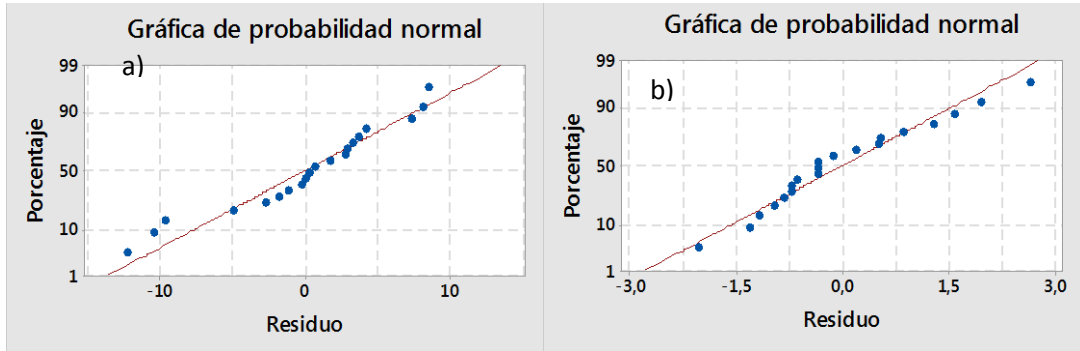 Gráfica de probabilidad normal
a)
99
90
50
10
1
Porcentaje
-10 0 10
Residuo
Gráfica de probabilidad normal
b)
99
90
50
10
1
Porcentaje
-3,0 -1,5 0,0 1,5 3,0
Residuo